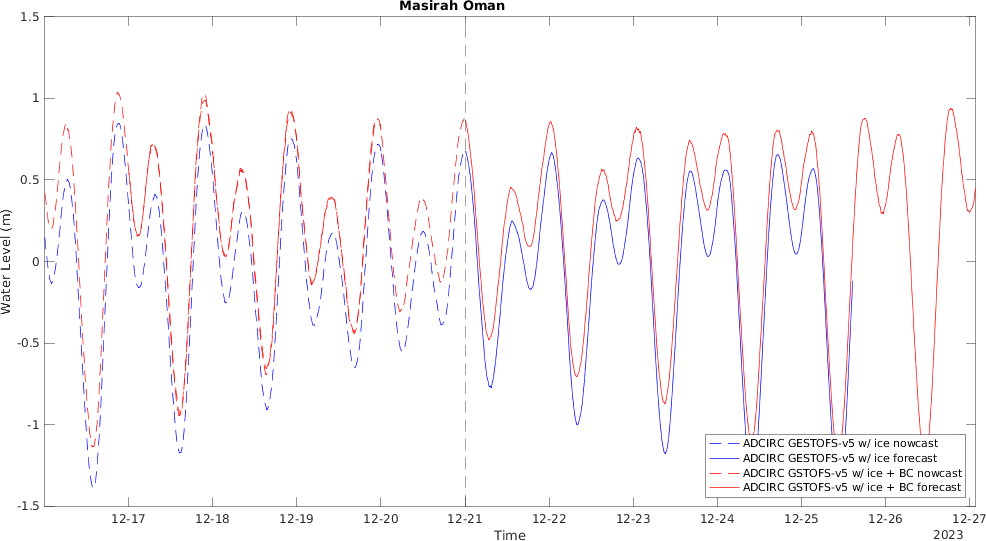 Masirah Oman
1.5
1
0.5
0
-0.5
-1
-1.5
Water Level (m)
12-17 12-18 12-19 12-20 12-21 12-22 12-23 12-24 12-25 12-26 12-27
Time
2023
ADCIRC GESTOFS-v5 w/ ice nowcast
ADCIRC GESTOFS-v5 w/ ice forecast
ADCIRC GSTOFS-v5 w/ ice + BC nowcast
ADCIRC GSTOFS-v5 w/ ice + BC forecast